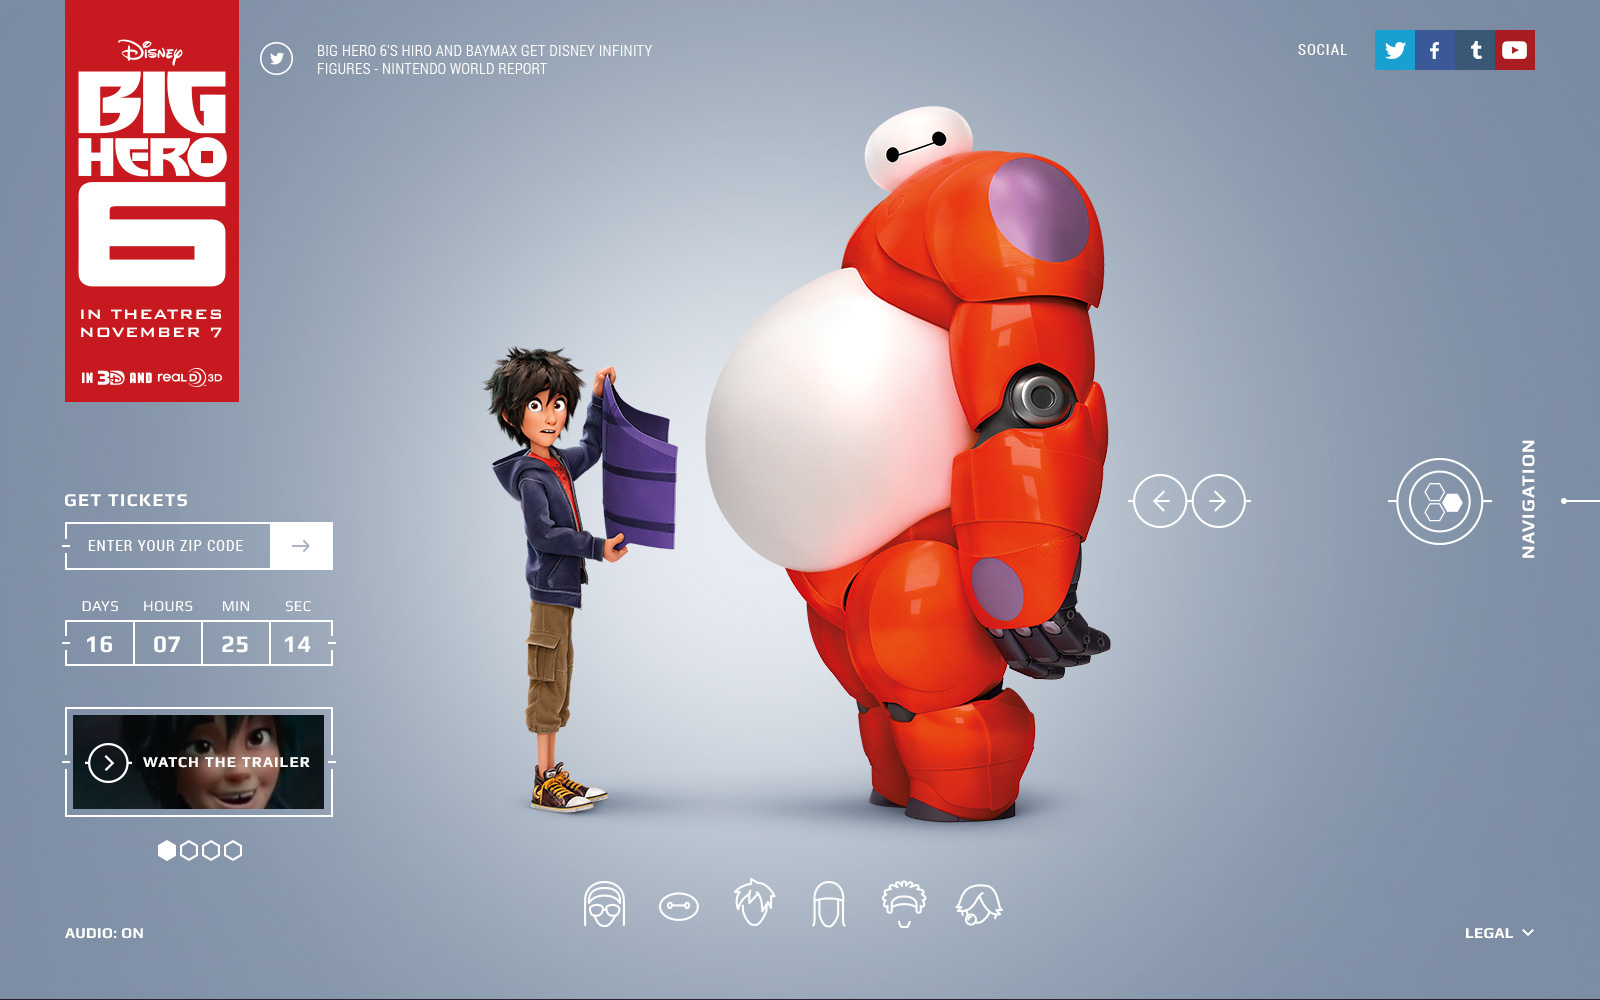 Disney
BIG
HERO
6
IN THEATRES
NOVEMBER 7
IN 3D AND REAL D 3D
BIG HERO 6'S HIRO AND BAYMAX GET DISNEY INFINITY
FIGURES - NINTENDO WORLD REPORT
SOCIAL
GET TICKETS
ENTER YOUR ZIP CODE
DAYS HOURS MIN SEC
16 07 25 14
WATCH THE TRAILER
NAVIGATION
AUDIO: ON
LEGAL